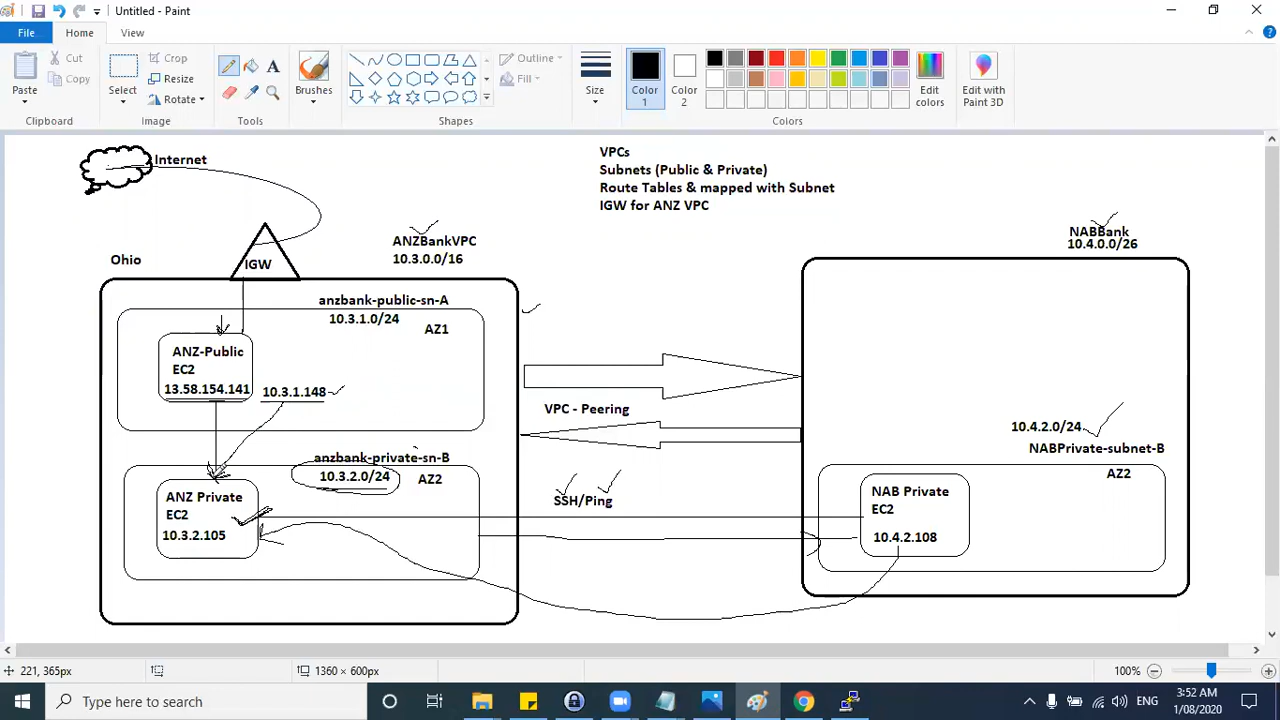 Untitled - Paint
File
Home
View
Paste
Cut
Copy
Clipboard
Select
Crop
Resize
Rotate
Image
Tools
Brushes
Shapes
Outline
Fill
Size
Color
1
Color
2
Colors
Edit
colors
Edit with
Paint 3D
Internet
VPCs
Subnets (Public & Private)
Route Tables & mapped with Subnet
IGW for ANZ VPC
Ohio
IGW
ANZBankVPC
10.3.0.0/16
NABBank
10.4.0.0/26
anzbank-public-sn-A
10.3.1.0/24
AZ1
ANZ-Public
EC2
13.58.154.141
10.3.1.148
VPC - Peering
10.4.2.0/24
NABPrivate-subnet-B
AZ2
anzbank-private-sn-B
10.3.2.0/24
AZ2
ANZ Private
EC2
10.3.2.105
SSH/Ping
NAB Private
EC2
10.4.2.108
221, 365px
1360 × 600px
100%
Type here to search
ENG
3:52 AM
1/08/2020